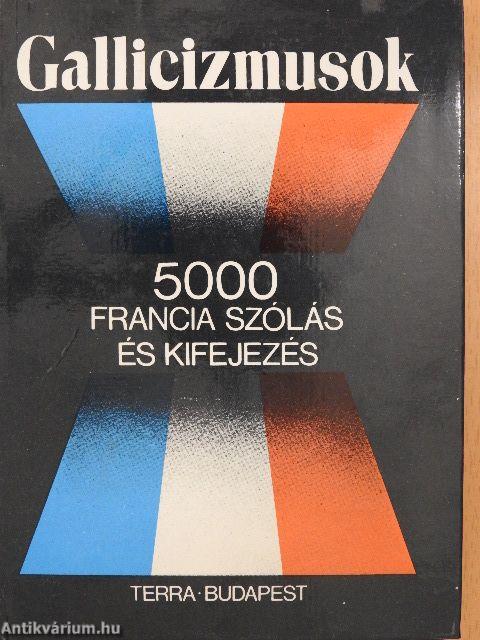 Gallicizmusok
5000
FRANCIA SZÓLÁS
ÉS KIFEJEZÉS
TERRA·BUDAPEST
Antikvárium.hu